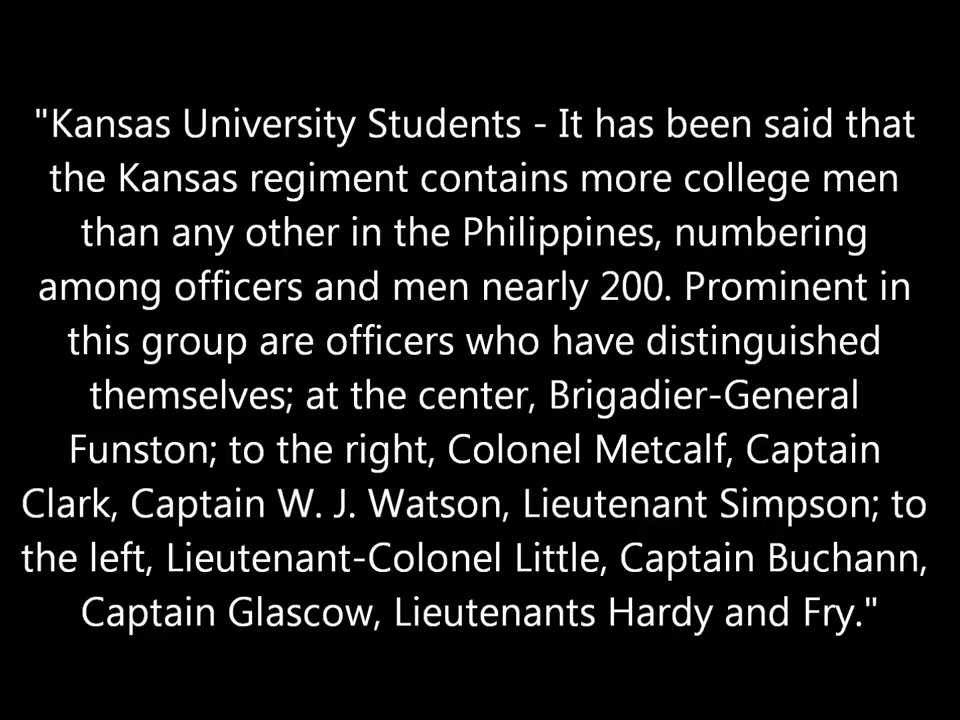 "Kansas University Students - It has been said that
the Kansas regiment contains more college men
than any other in the Philippines, numbering
among officers and men nearly 200. Prominent in
this group are officers who have distinguished
themselves; at the center, Brigadier-General
Funston; to the right, Colonel Metcalf, Captain
Clark, Captain W. J. Watson, Lieutenant Simpson; to
the left, Lieutenant-Colonel Little, Captain Buchann,
Captain Glascow, Lieutenants Hardy and Fry."